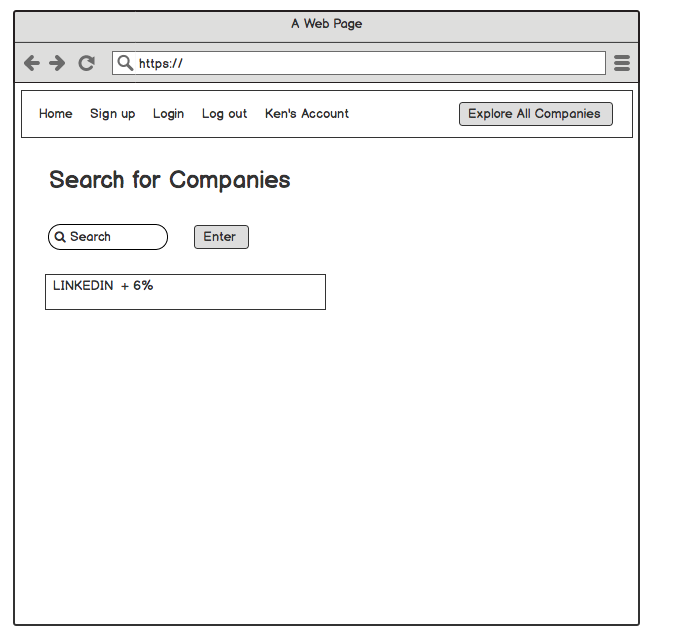 A Web Page
https://
Home Sign up Login Log out Ken's Account Explore All Companies
Search for Companies
Search Enter
LINKEDIN + 6%